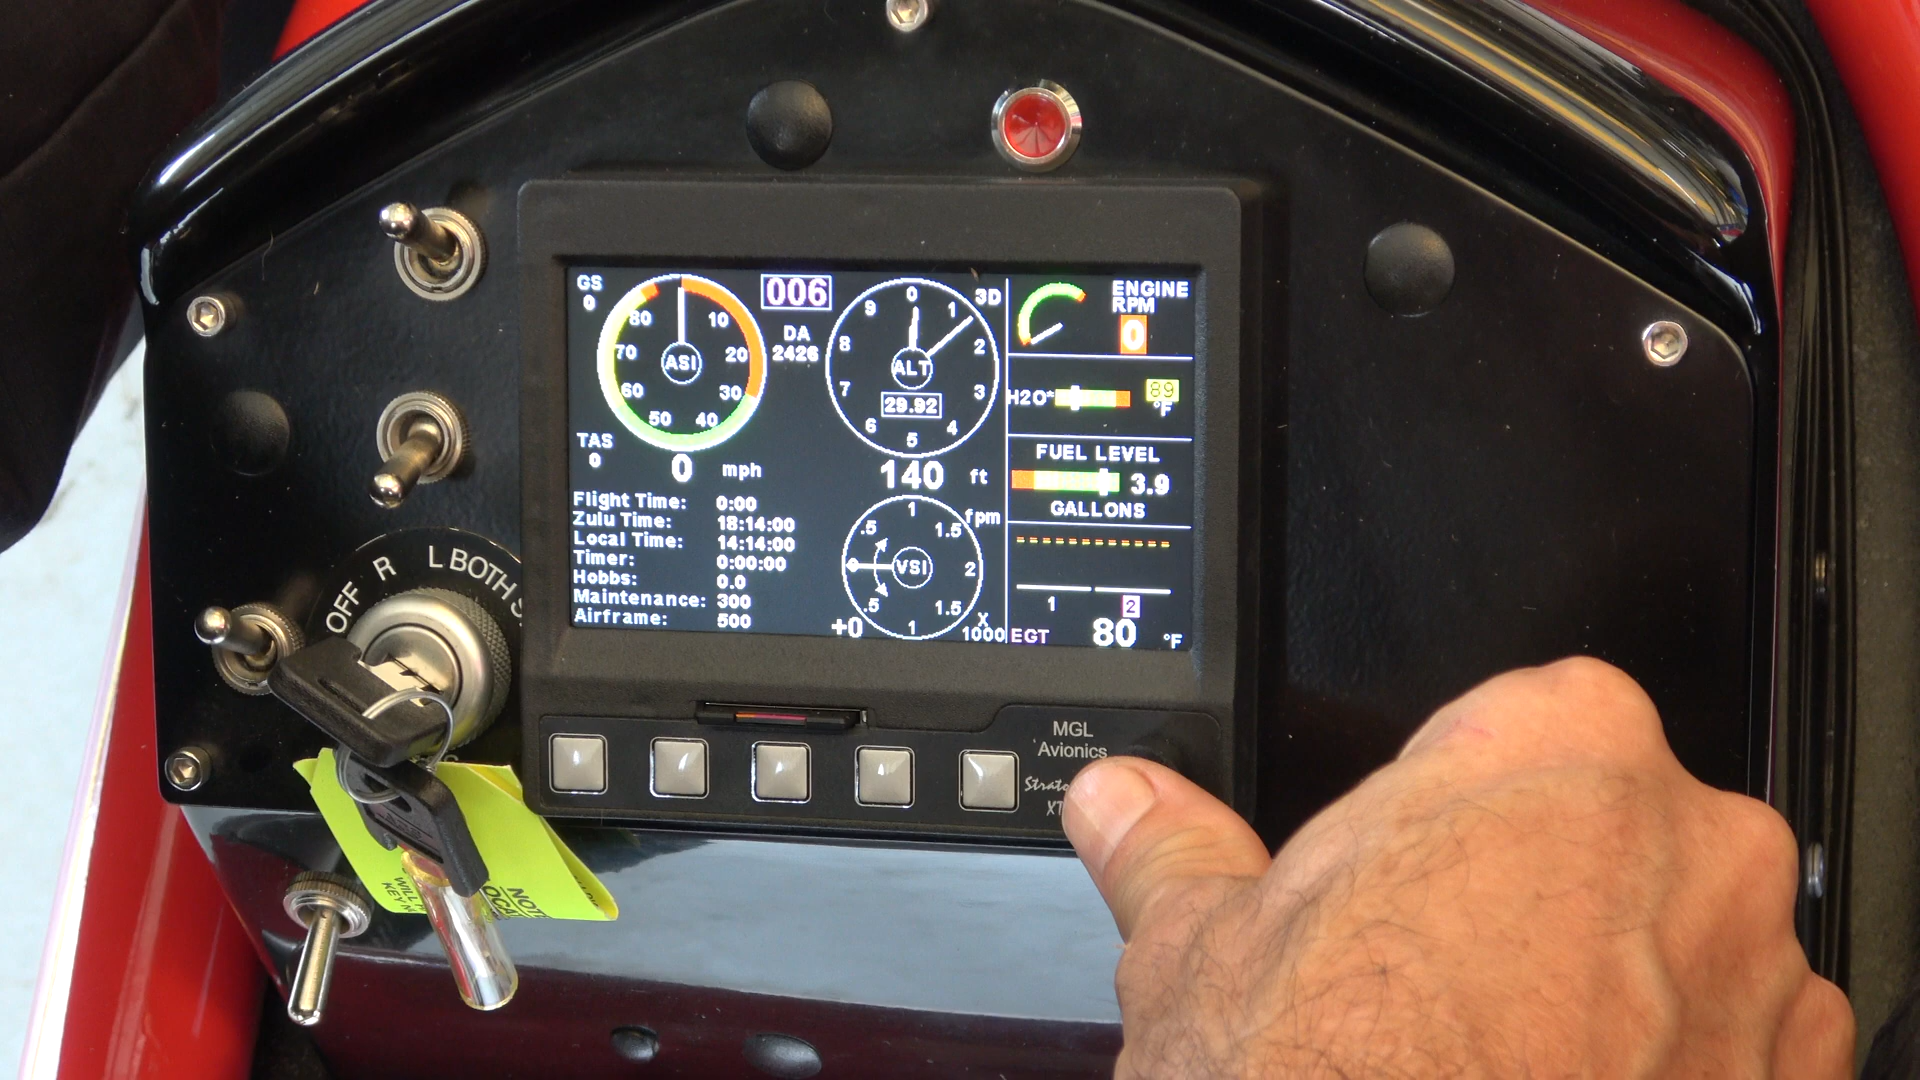 GS
0
006
DA
2426
80
10
70
ASI
20
60
30
50
40
TAS
0
0 mph
0
9
1
3D
8
2
ALT
7
3
29.92
6
4
5
140 ft
ENGINE
RPM
0
H2O*
89
°F
FUEL LEVEL
3.9
GALLONS
Flight Time: 0:00
Zulu Time: 18:14:00
Local Time: 14:14:00
Timer: 0:00:00
Hobbs: 0.0
Maintenance: 300
Airframe: 500
1
fpm
.5
1.5
VSI
2
.5
1.5
1
+0
X
1000
1
2
EGT
80
°F
OFF R L BOTH S
MGL
Avionics
NOT